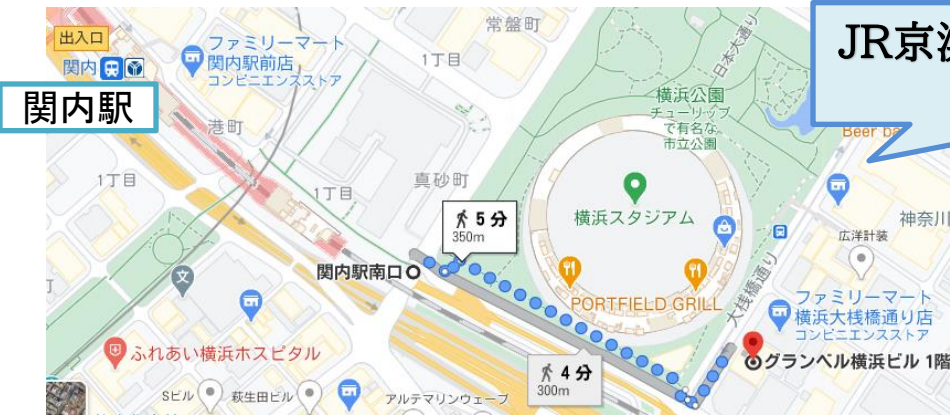 出入口
関内
関内駅
ファミリーマート
関内駅前店
コンビニエンスストア
常盤町
1丁目
港町
1丁目
1丁目
真砂町
日本大通り
横浜公園
チューリップ
で有名な
市立公園
JR京
Beer ba
横浜スタジアム
神奈川
広洋計装
5 分
350m
関内駅南口
文
PORTFIELD GRILL
大桟橋通り
ファミリーマート
横浜大桟橋通り店
コンビニエンスストア
グランベル横浜ビル 1階
ふれあい横浜ホスピタル
4 分
300m
Sビル
萩生田ビル
アルテマリンウェーブ